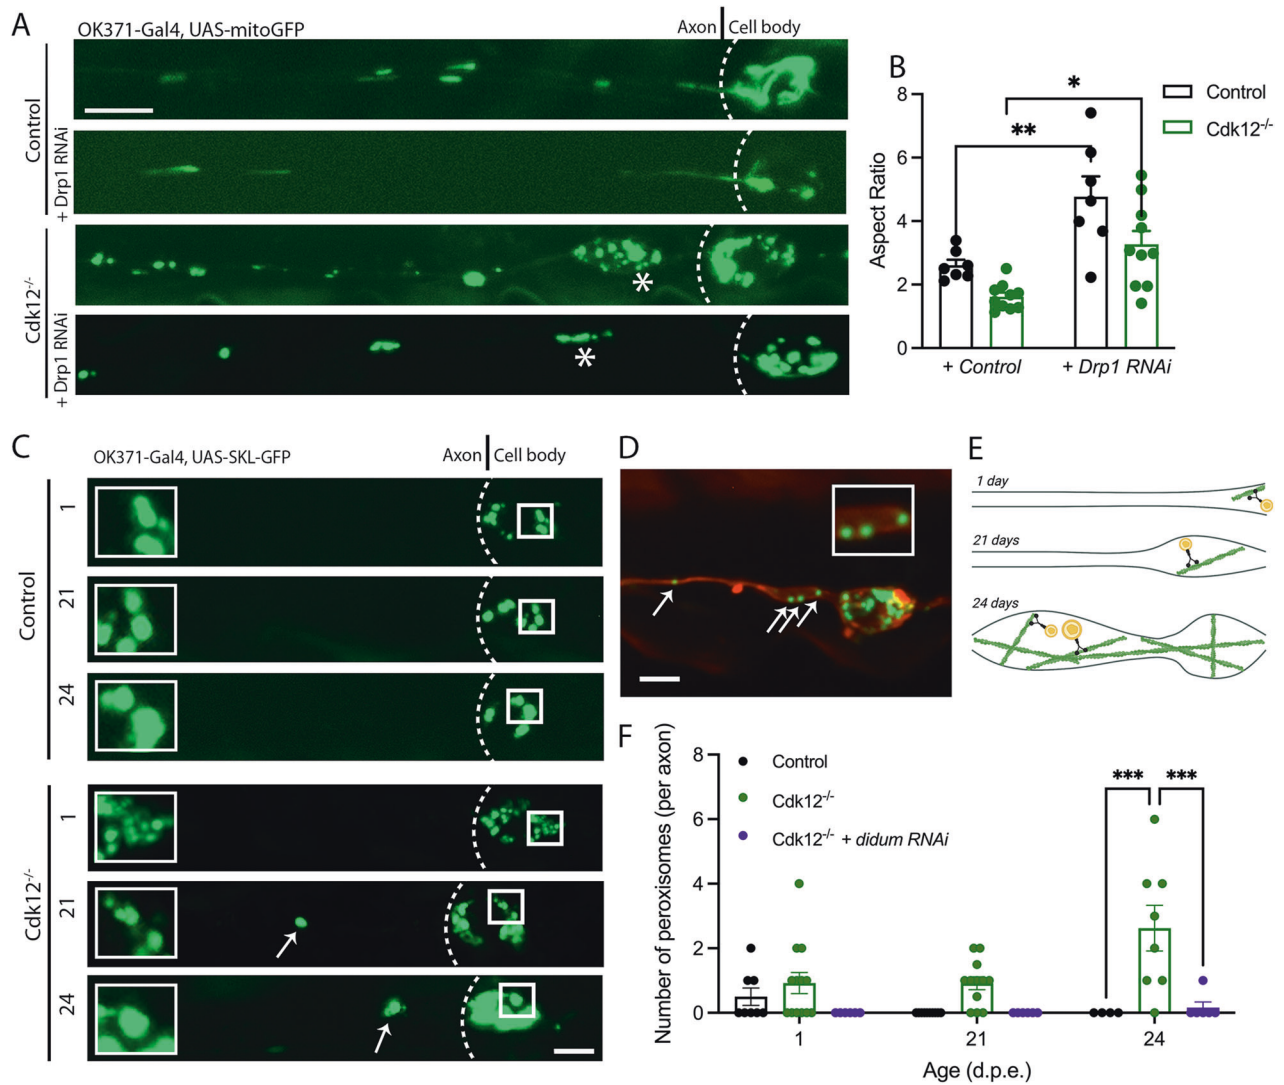 A
OK371-Gal4, UAS-mitoGFP
Axon
Cell body
Control
+ Drp1 RNAi
Cdk12-/-
+ Drp1 RNAi
*
*
B
Aspect Ratio
8
6
4
2
0
*
**
Control
Cdk12-/-
+ Control
+ Drp1 RNAi
C
OK371-Gal4, UAS-SKL-GFP
Axon
Cell body
Control
1
21
24
Cdk12-/-
1
21
24
D
E
1 day
21 days
24 days
F
Number of peroxisomes (per axon)
8
6
4
2
0
Control
Cdk12-/-
Cdk12-/- + didum RNAi
***
***
1
21
24
Age (d.p.e.)